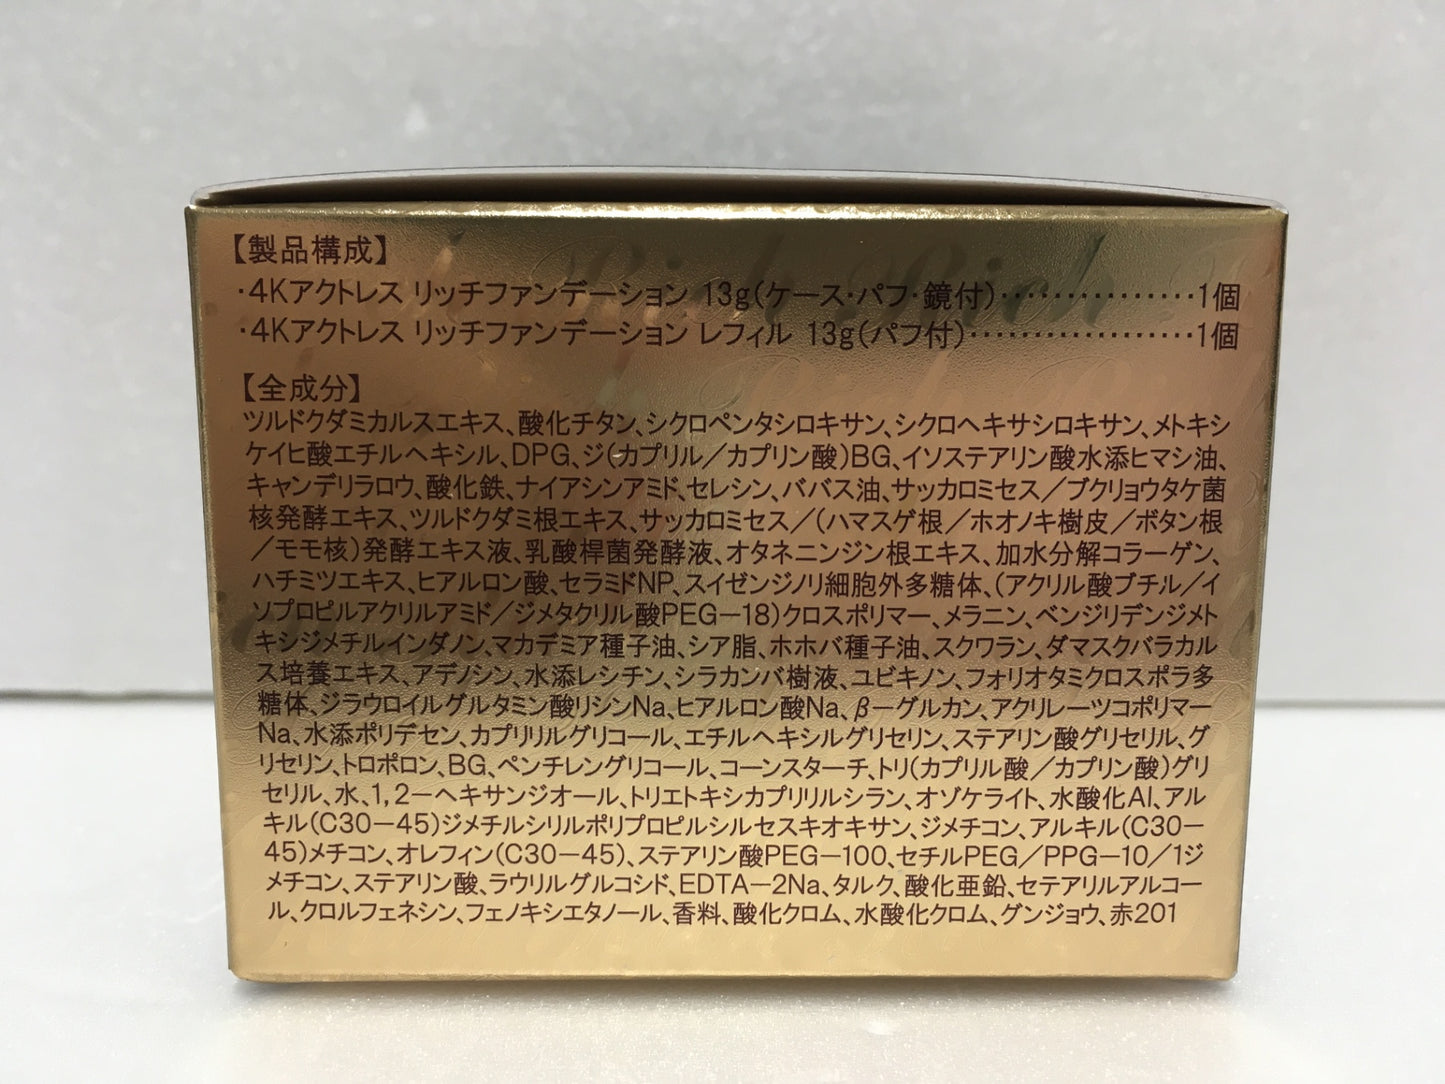 【製品構成】
・4Kアクトレス リッチファンデーション 13g(ケース・パフ・鏡付)‥‥‥‥‥‥‥‥1個
・4Kアクトレス リッチファンデーション レフィル 13g(パフ付)‥‥‥‥‥‥‥‥‥‥1個
【全成分】
ツルドクダミカルスエキス、酸化チタン、シクロペンタシロキサン、シクロヘキサシロキサン、メトキシ
ケイヒ酸エチルヘキシル、DPG、ジ(カプリル/カプリン酸)BG、イソステアリン酸水添ヒマシ油、
キャンデリラロウ、酸化鉄、ナイアシンアミド、セレシン、ババス油、サッカロミセス/ブクリョウタケ菌
核発酵エキス、ツルドクダミ根エキス、サッカロミセス/(ハマスゲ根/ホオノキ樹皮/ボタン根
/モモ核)発酵エキス液、乳酸桿菌発酵液、オタネニンジン根エキス、加水分解コラーゲン、
ハチミツエキス、ヒアルロン酸、セラミドNP、スイゼンジノリ細胞外多糖体、(アクリル酸ブチル/イ
ソプロピルアクリルアミド/ジメタクリル酸PEG-18)クロスポリマー、メラニン、ベンジリデンジメト
キシジメチルインダノン、マカデミア種子油、シア脂、ホホバ種子油、スクワラン、ダマスクバラカル
ス培養エキス、アデノシン、水添レシチン、シラカンバ樹液、ユビキノン、フォリオタミクロスポラ多
糖体、ジラウロイルグルタミン酸リシンNa、ヒアルロン酸Na、β-グルカン、アクリレーツコポリマー
Na、水添ポリデセン、カプリリルグリコール、エチルヘキシルグリセリン、ステアリン酸グリセリル、グ
リセリン、トロポロン、BG、ペンチレングリコール、コーンスターチ、トリ(カプリル酸/カプリン酸)グリ
セリル、水、1,2-ヘキサンジオール、トリエトキシカプリリルシラン、オゾケライト、水酸化Al、アル
キル(C30-45)ジメチルシリルポリプロピルシルセスキオキサン、ジメチコン、アルキル(C30-
45)メチコン、オレフィン(C30-45)、ステアリン酸PEG-100、セチルPEG/PPG-10/1ジ
メチコン、ステアリン酸、ラウリルグルコシド、EDTA-2Na、タルク、酸化亜鉛、セテアリルアルコー
ル、クロルフェネシン、フェノキシエタノール、香料、酸化クロム、水酸化クロム、グンジョウ、赤201